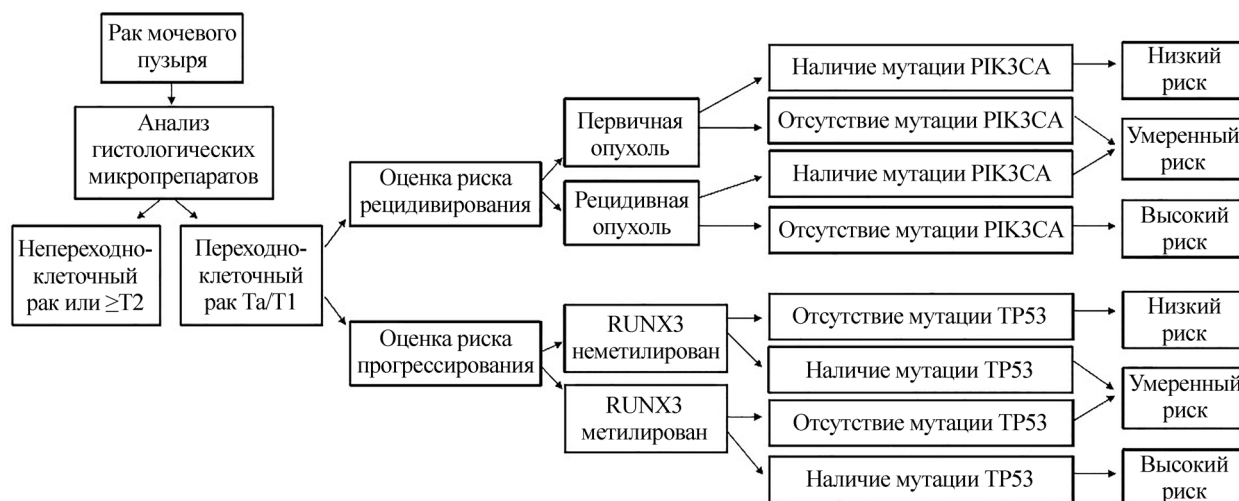 Рак мочевого
пузыря
Анализ
гистологических
микропрепаратов
Непереходно-
клеточный
рак или ≥T2
Переходно-
клеточный
рак Ta/T1
Оценка риска
рецидивирования
Первичная
опухоль
Наличие мутации PIK3CA
Низкий
риск
Отсутствие мутации PIK3CA
Умеренный
риск
Рецидивная
опухоль
Наличие мутации PIK3CA
Отсутствие мутации PIK3CA
Высокий
риск
Оценка риска
прогрессирования
RUNX3
неметилирован
Отсутствие мутации TP53
Низкий
риск
Наличие мутации TP53
Умеренный
риск
RUNX3
метилирован
Отсутствие мутации TP53
Наличие мутации TP53
Высокий
риск